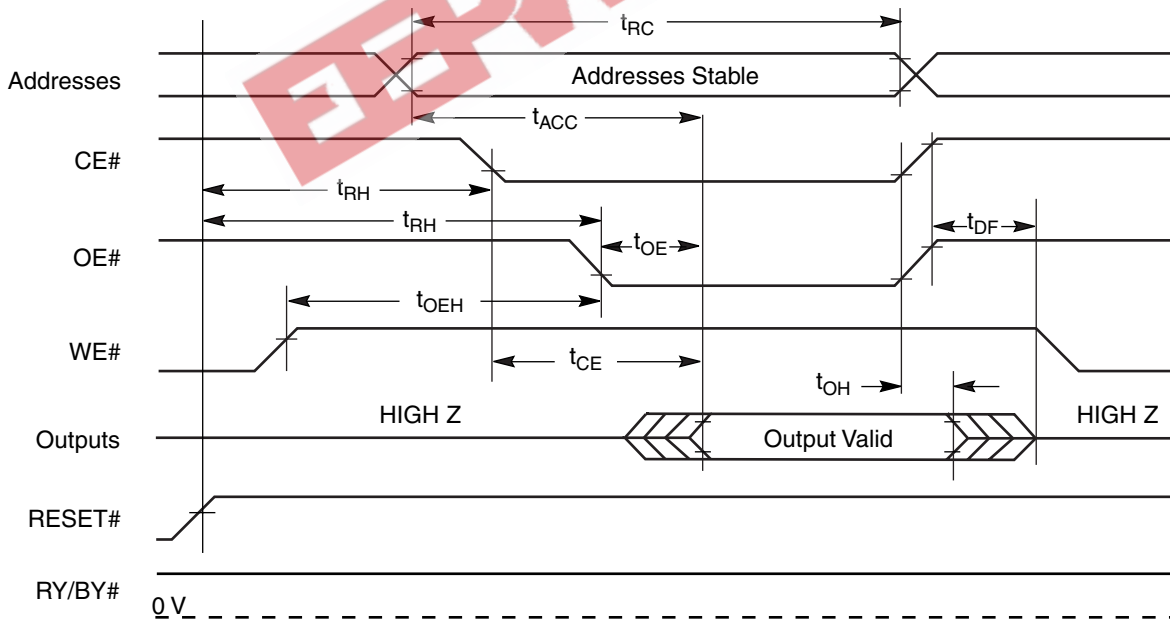 tRC
Addresses
Addresses Stable
tACC
CE#
tRH
tRH
tDF
OE#
tOE
tOEH
WE#
tCE
tOH
HIGH Z
HIGH Z
Outputs
Output Valid
RESET#
RY/BY#
0 V